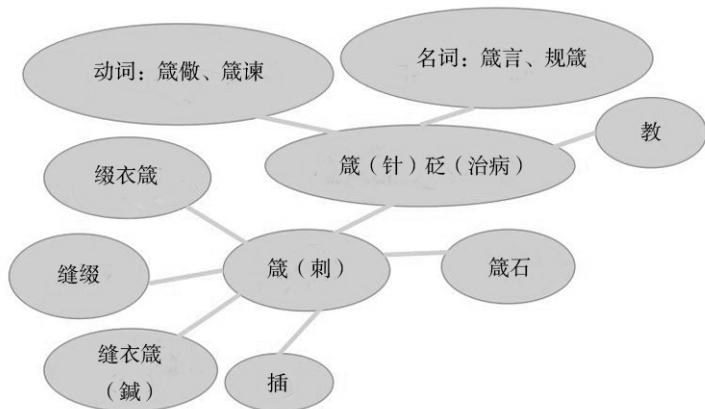 动词：箴儆、箴谏
名词：箴言、规箴
教
箴（针）砭（治病）
缀衣箴
箴（刺）
箴石
缝缀
缝衣箴
（鍼）
插